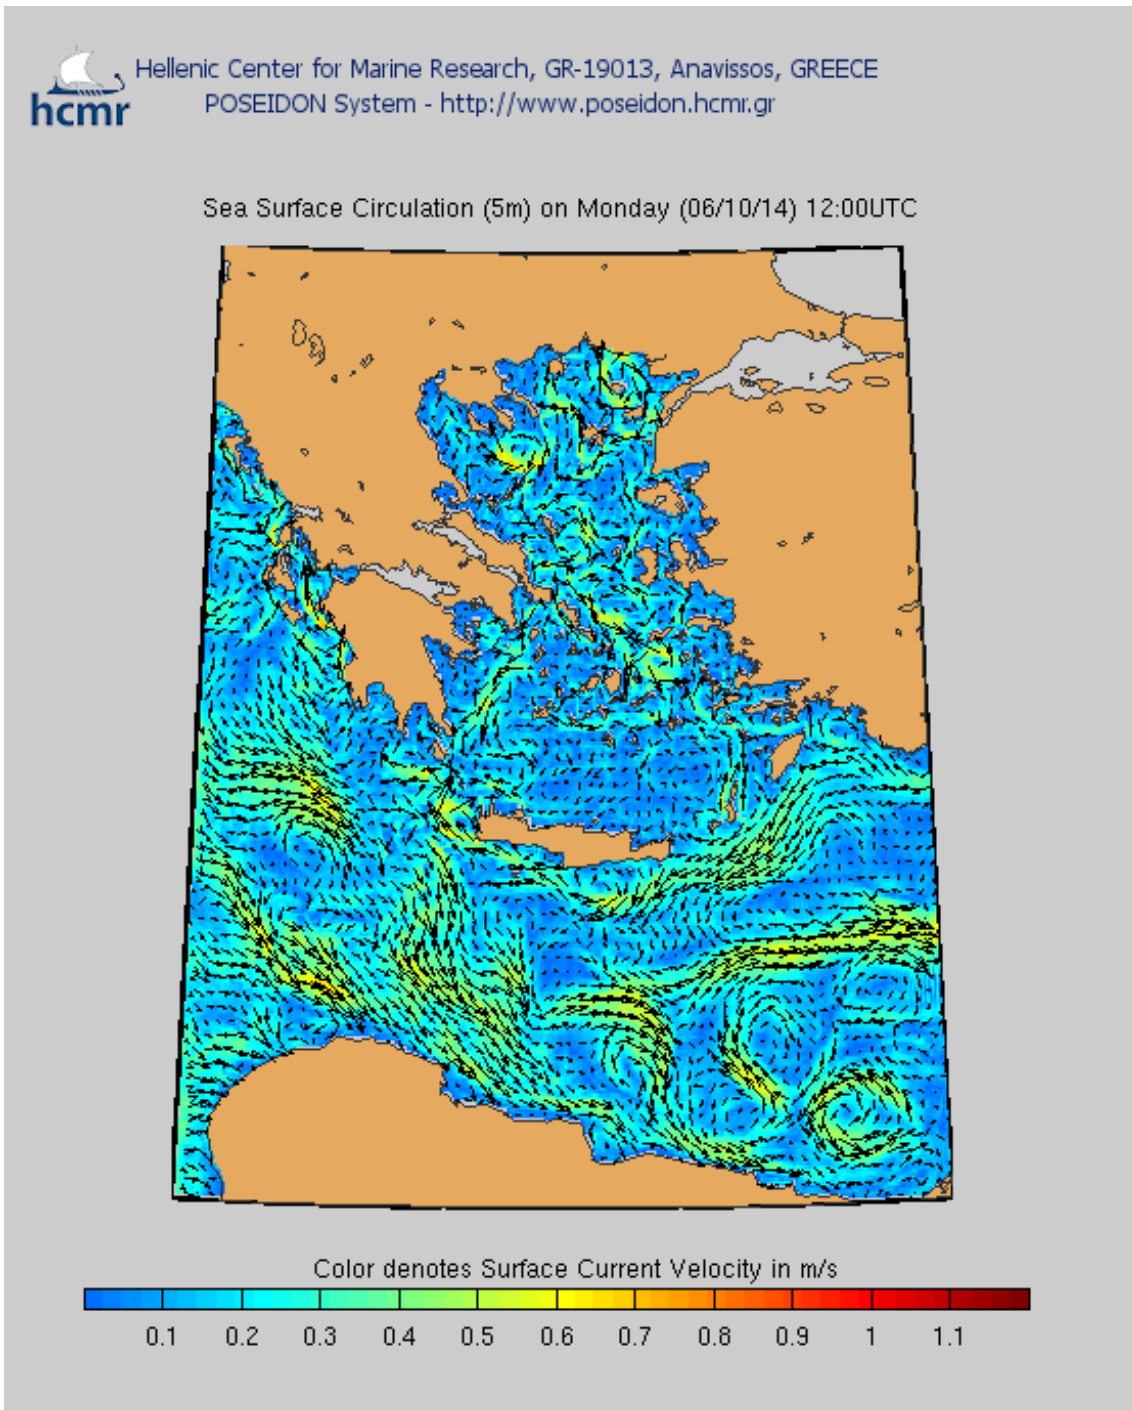 Hellenic Center for Marine Research, GR-19013, Anavissos, GREECE
hcmr
POSEIDON System - http://www.poseidon.hcmr.gr
Sea Surface Circulation (5m) on Monday (06/10/14) 12:00UTC
Color denotes Surface Current Velocity in m/s
0.1 0.2 0.3 0.4 0.5 0.6 0.7 0.8 0.9 1 1.1